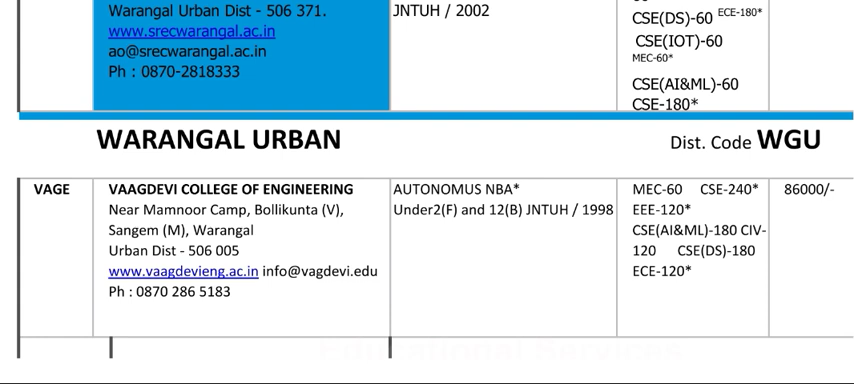 Warangal Urban Dist - 506 371.
www.srecwarangal.ac.in
ao@srecwarangal.ac.in
Ph : 0870-2818333
JNTUH / 2002
CSE(DS)-60 ECE-180*
CSE(IOT)-60
MEC-60*
CSE(AI&ML)-60
CSE-180*
WARANGAL URBAN
Dist. Code WGU
VAGE
VAAGDEVI COLLEGE OF ENGINEERING
Near Mamnoor Camp, Bollikunta (V),
Sangem (M), Warangal
Urban Dist - 506 005
www.vaagdevieng.ac.in info@vagdevi.edu
Ph : 0870 286 5183
AUTONOMUS NBA*
Under2(F) and 12(B) JNTUH / 1998
MEC-60 CSE-240*
EEE-120*
CSE(AI&ML)-180 CIV-
120 CSE(DS)-180
ECE-120*
86000/-